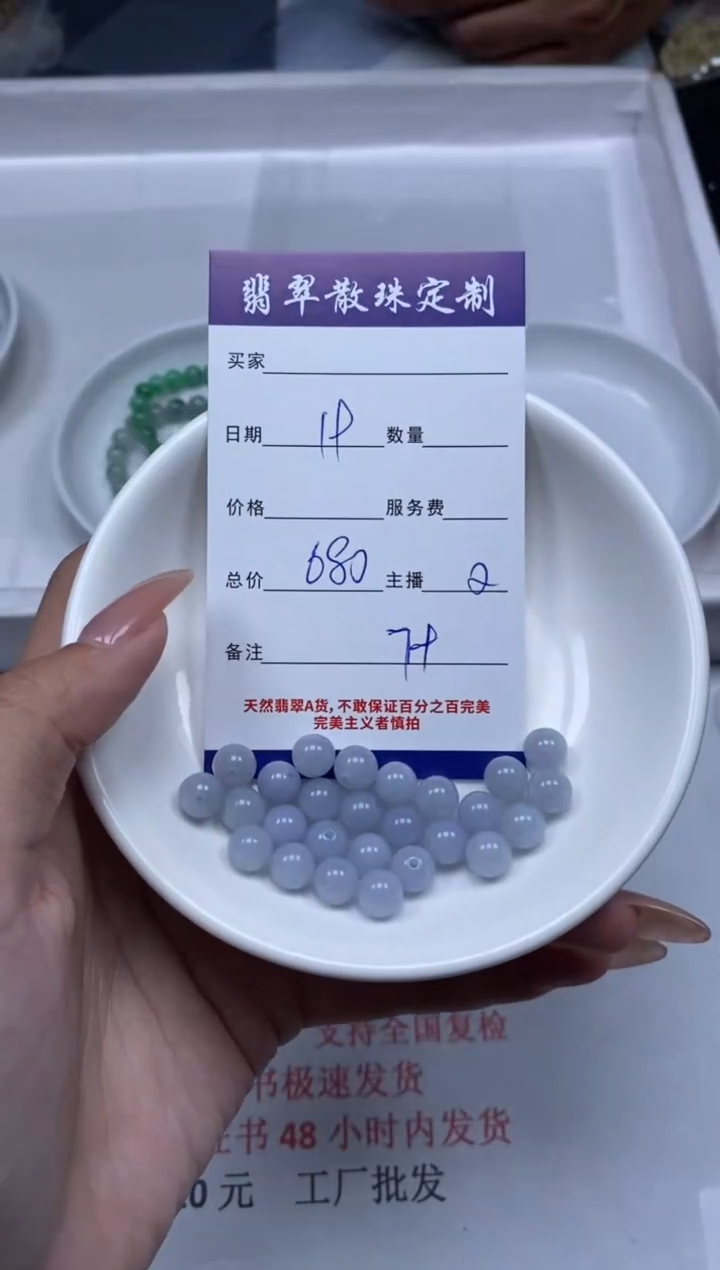 翡翠散珠定制
买家
日期 数量
价格 服务费
总价 680 主播 2
备注
天然翡翠A货，不敢保证百分之百完美
完美主义者慎拍
支持全国复检
书极速发货
证书 48 小时内发货
0 元 工厂批发